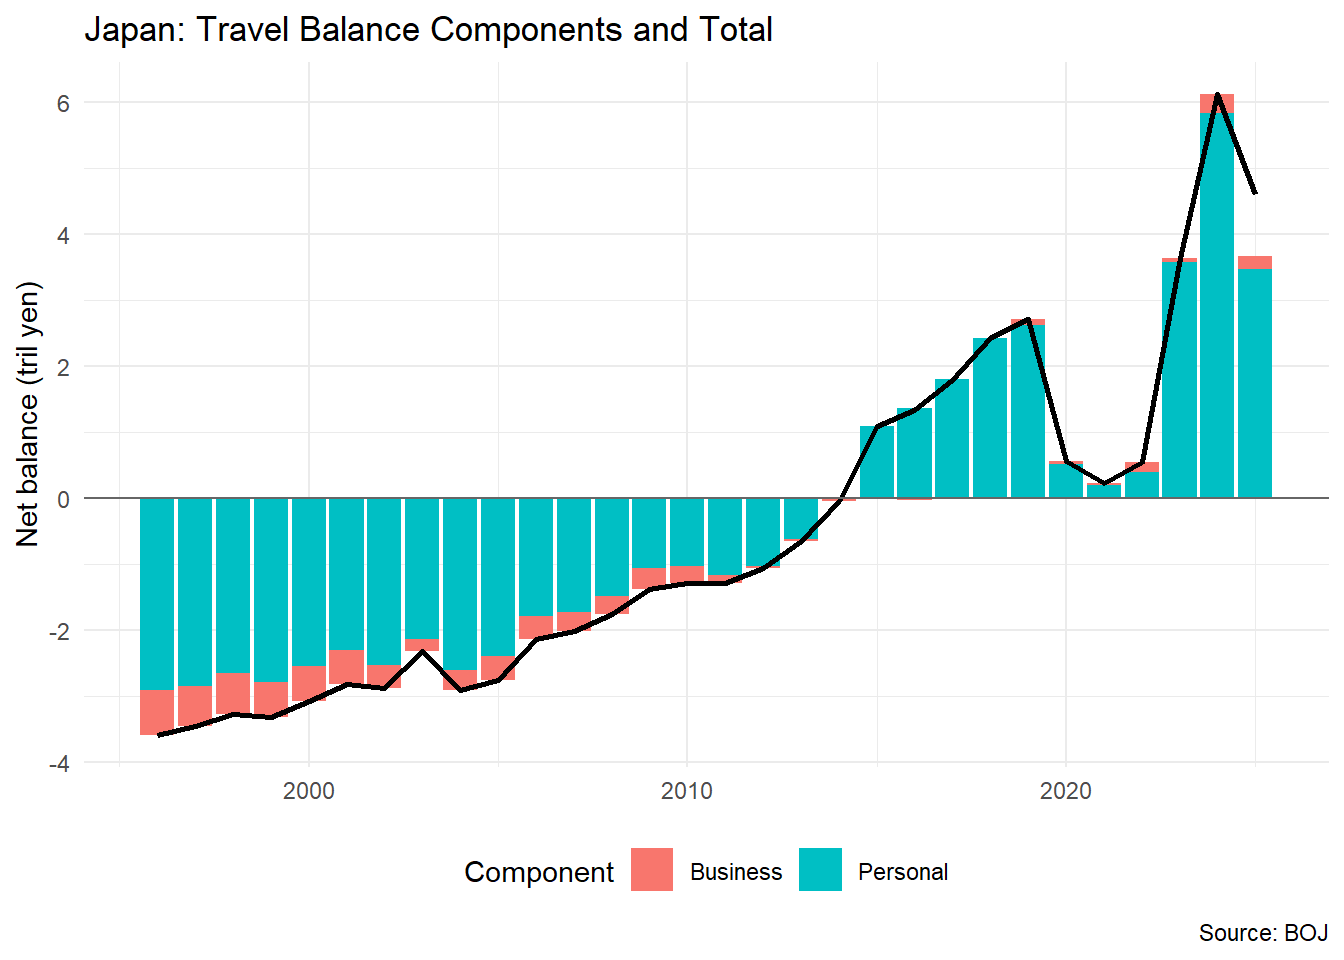 Japan: Travel Balance Components and Total
Net balance (tril yen)
6
4
2
0
-2
-4
2000 2010 2020
Component Business Personal
Source: BOJ